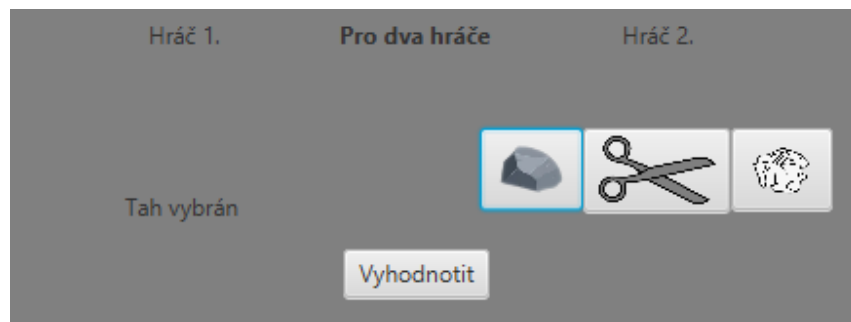 Hráč 1.
Pro dva hráče
Hráč 2.
Tah vybrán
Vyhodnotit